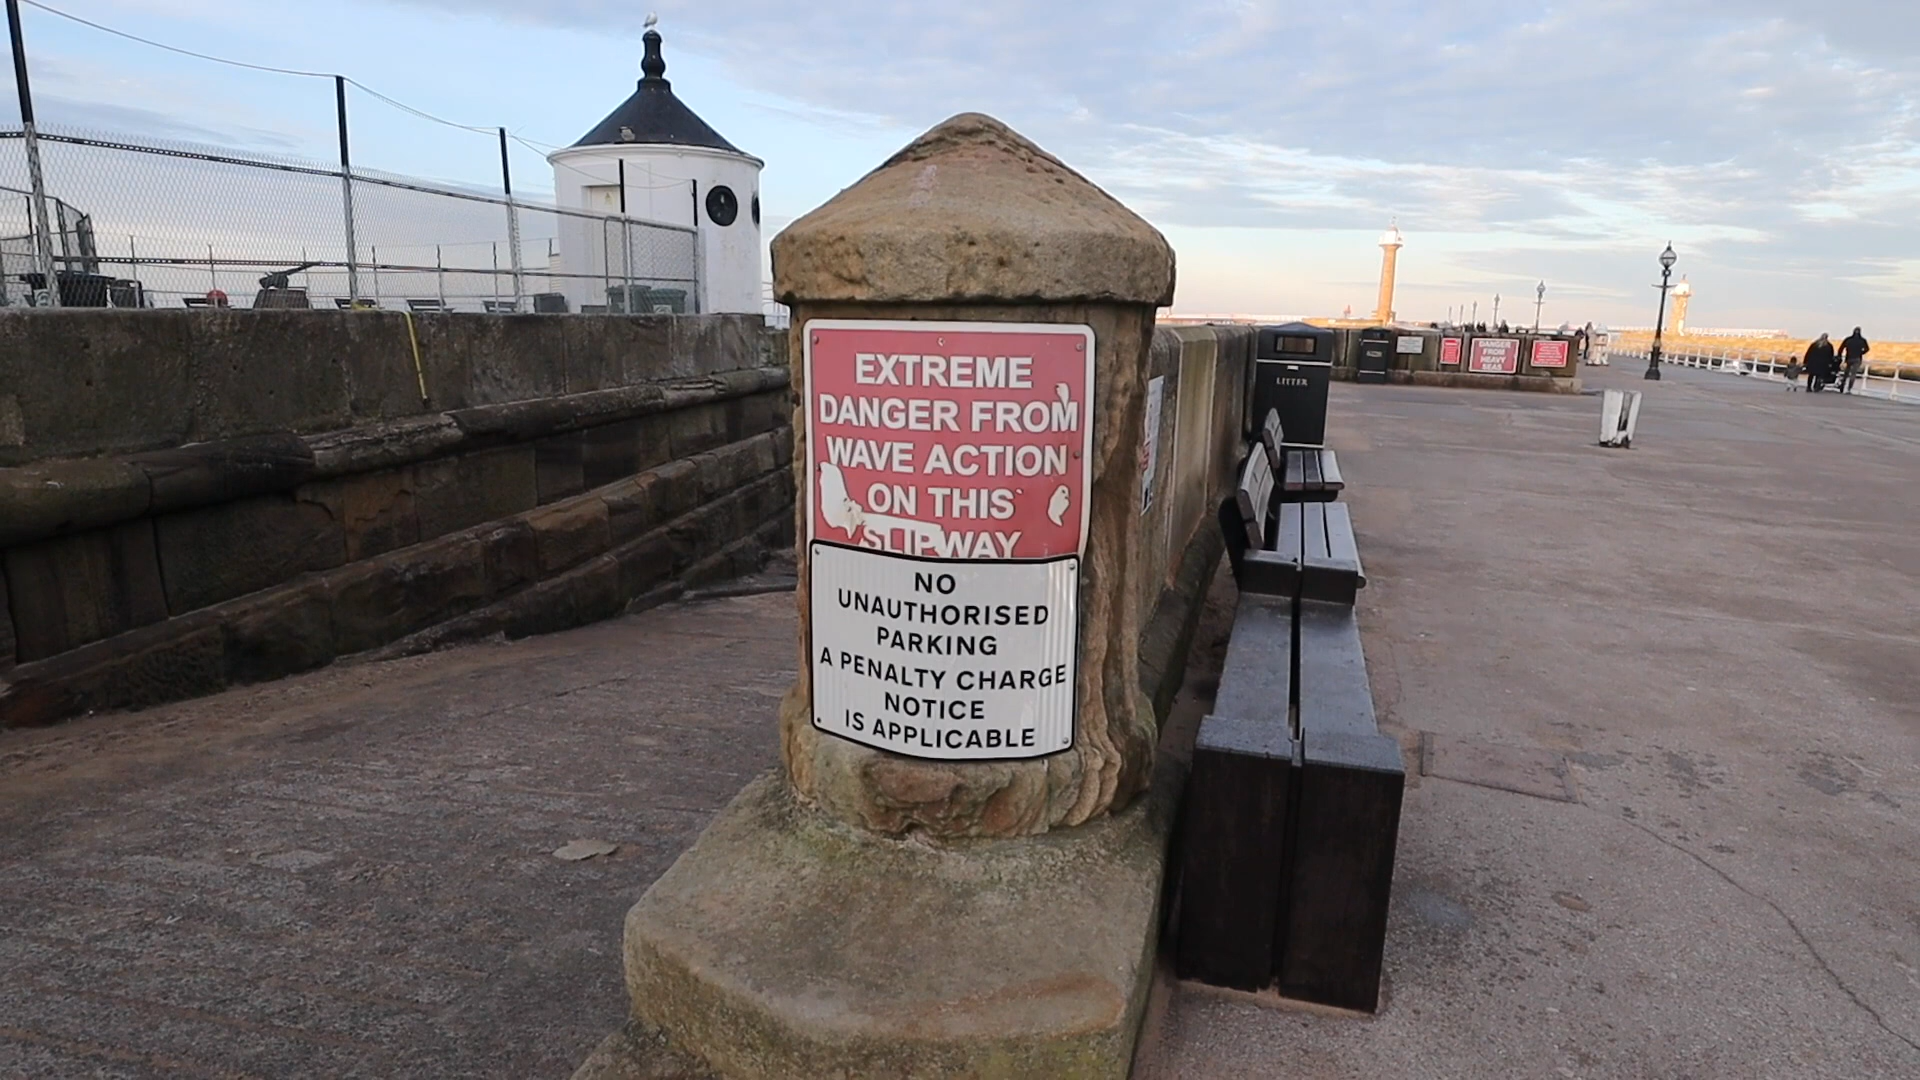 EXTREME
DANGER FROM
WAVE ACTION
ON THIS
SLIPWAY
NO
UNAUTHORISED
PARKING
A PENALTY CHARGE
NOTICE
IS APPLICABLE
LITTER
DANGER
FROM
HEAVY
SEAS